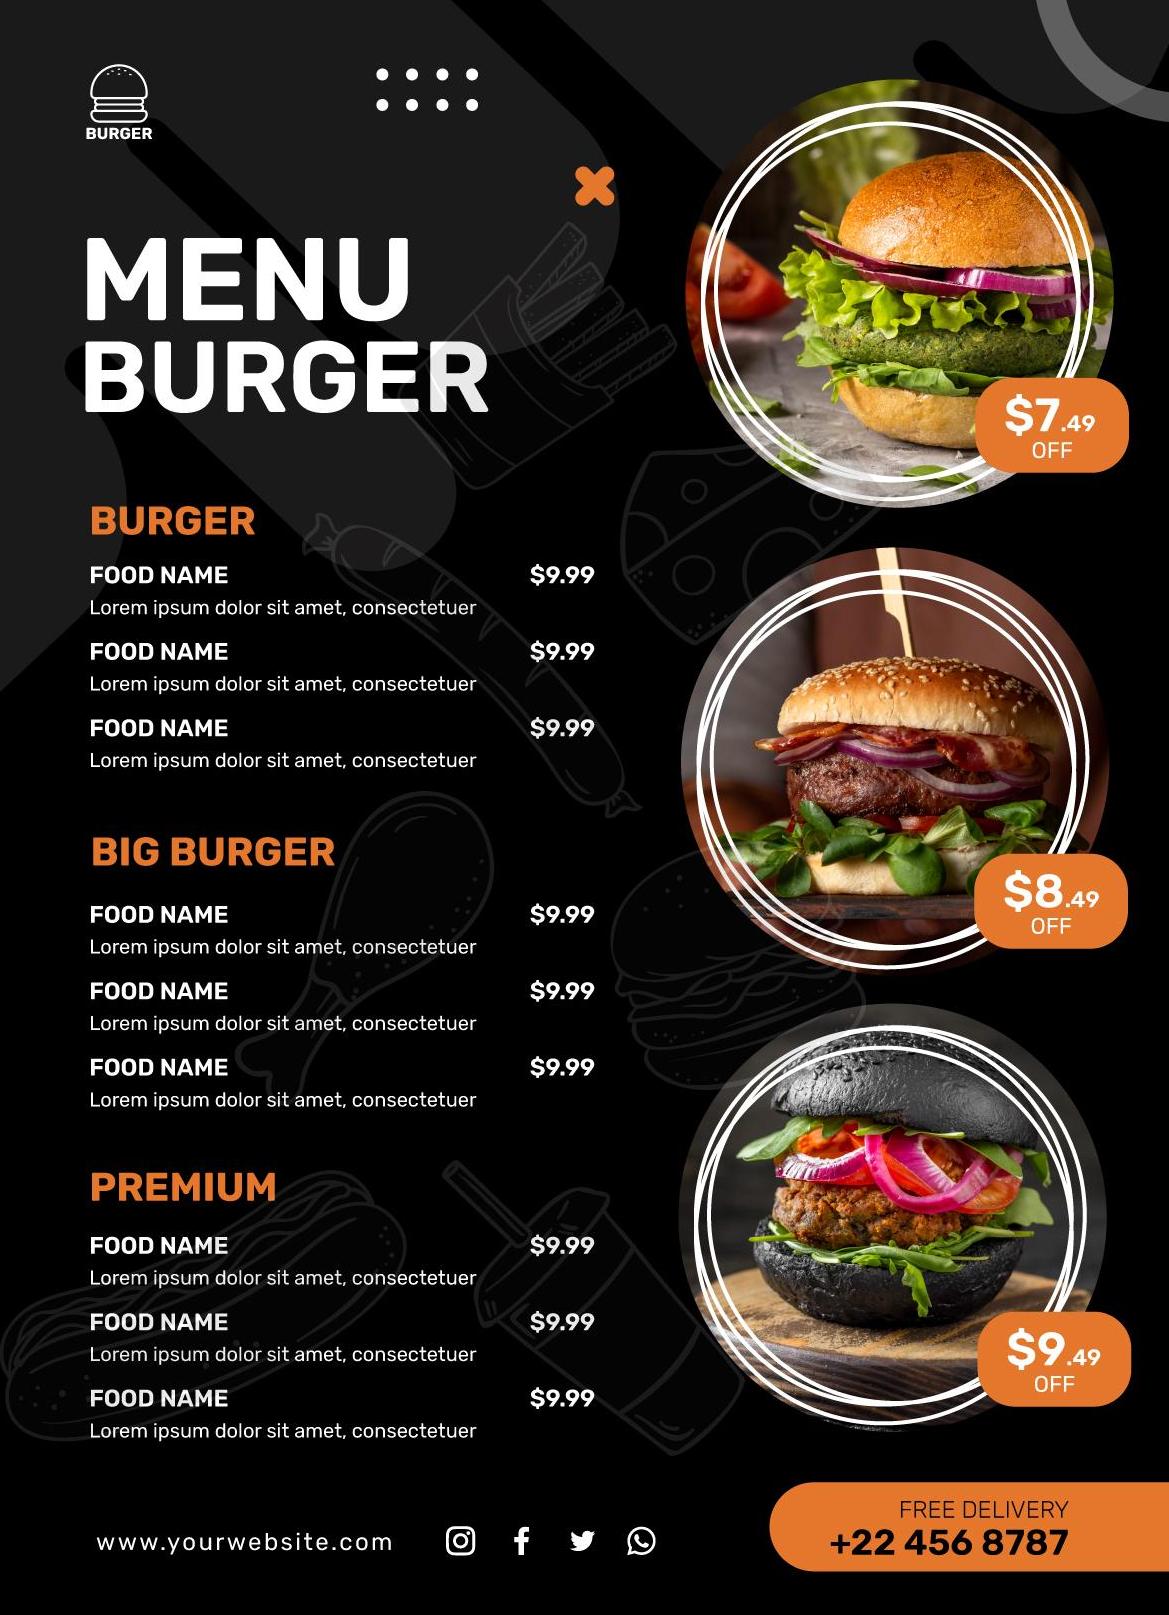 BURGER
MENU
BURGER
$7.49
OFF
BURGER
FOOD NAME $9.99
Lorem ipsum dolor sit amet, consectetuer
FOOD NAME $9.99
Lorem ipsum dolor sit amet, consectetuer
FOOD NAME $9.99
Lorem ipsum dolor sit amet, consectetuer
$8.49
OFF
BIG BURGER
FOOD NAME $9.99
Lorem ipsum dolor sit amet, consectetuer
FOOD NAME $9.99
Lorem ipsum dolor sit amet, consectetuer
FOOD NAME $9.99
Lorem ipsum dolor sit amet, consectetuer
PREMIUM
FOOD NAME $9.99
Lorem ipsum dolor sit amet, consectetuer
FOOD NAME $9.99
Lorem ipsum dolor sit amet, consectetuer
FOOD NAME $9.99
Lorem ipsum dolor sit amet, consectetuer
$9.49
OFF
www.yourwebsite.com
FREE DELIVERY
+22 456 8787